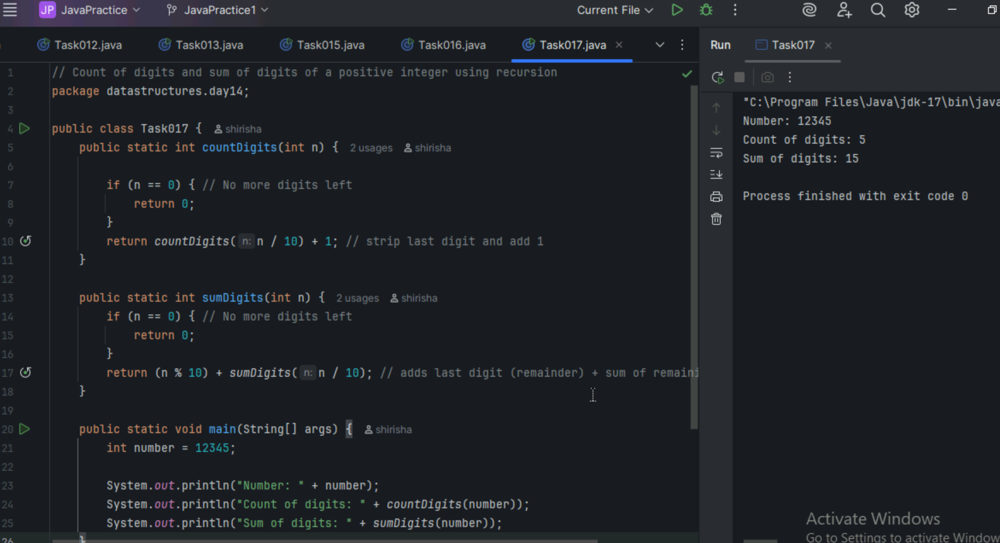 JP JavaPractice JavaPractice1 Current File
Task012.java Task013.java Task015.java Task016.java Task017.java Run Task017
1 // Count of digits and sum of digits of a positive integer using recursion
2 package datastructures.day14;
3
4 public class Task017 { shirisha
5 public static int countDigits(int n) { 2 usages shirisha
6
7 if (n == 0) { // No more digits left
8 return 0;
9 }
10 return countDigits( n: n / 10) + 1; // strip last digit and add 1
11 }
12
13 public static int sumDigits(int n) { 2 usages shirisha
14 if (n == 0) { // No more digits left
15 return 0;
16 }
17 return (n % 10) + sumDigits( n: n / 10); // adds last digit (remainder) + sum of remaini
18 }
19
20 public static void main(String[] args) { shirisha
21 int number = 12345;
22
23 System.out.println("Number: " + number);
24 System.out.println("Count of digits: " + countDigits(number));
25 System.out.println("Sum of digits: " + sumDigits(number));
26 }
"C:\Program Files\Java\jdk-17\bin\java
Number: 12345
Count of digits: 5
Sum of digits: 15
Process finished with exit code 0
Activate Windows
Go to Settings to activate Window